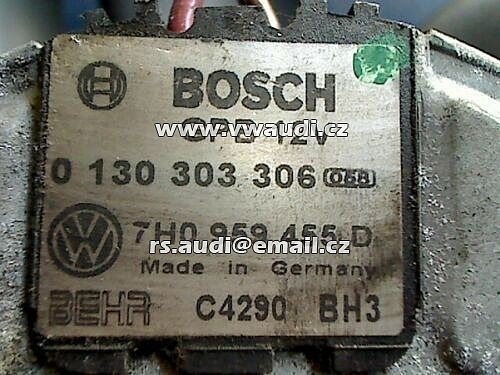 BOSCH
www.vwaudi.cz
GPB 12V
0 130 303 306
7H0 959 455 D
rs.audi@email.cz
Made in Germany
BEHR C4290 BH3